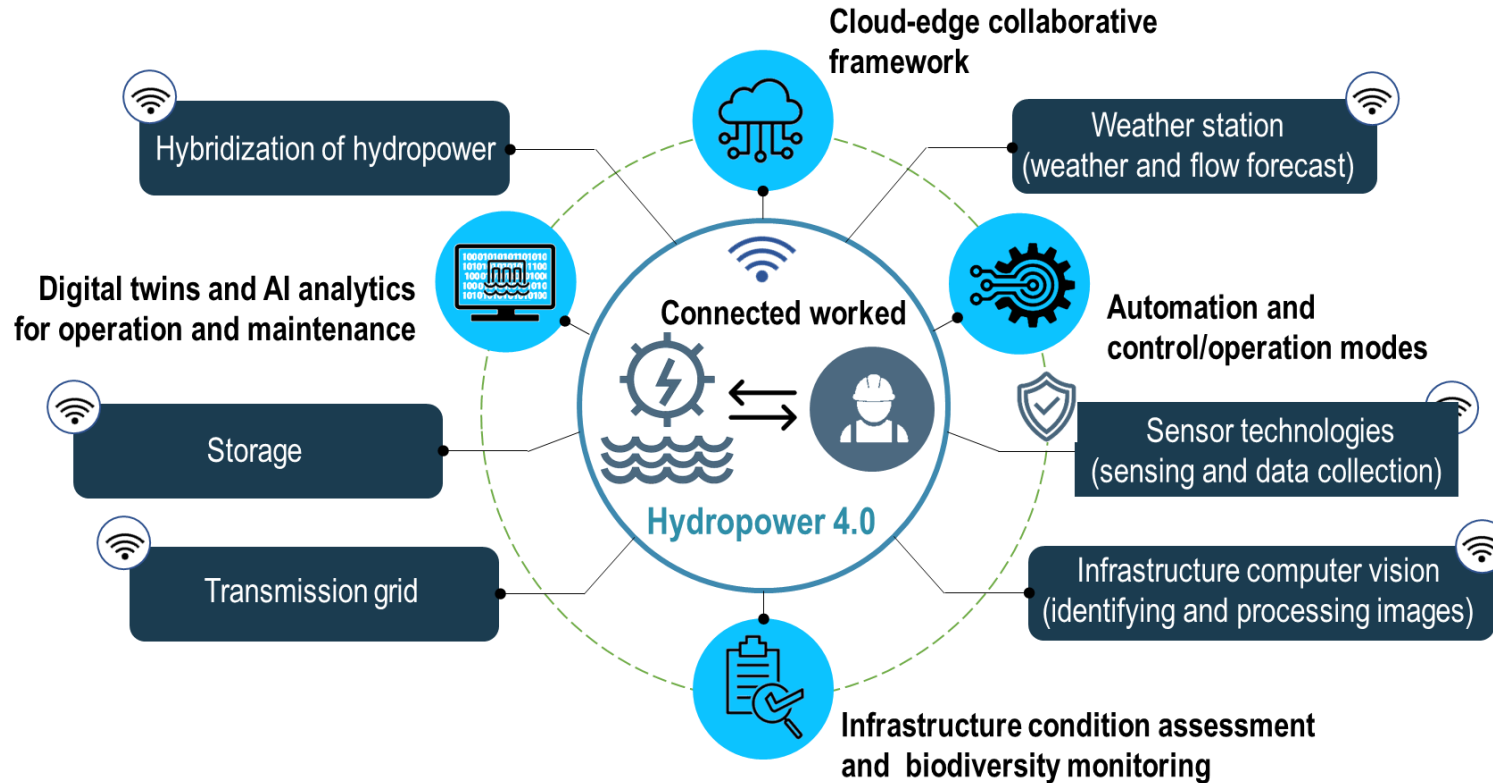 Cloud-edge collaborative
framework
Hybridization of hydropower
Weather station
(weather and flow forecast)
Digital twins and AI analytics
for operation and maintenance
Connected worked
Automation and
control/operation modes
Storage
Sensor technologies
(sensing and data collection)
Hydropower 4.0
Transmission grid
Infrastructure computer vision
(identifying and processing images)
Infrastructure condition assessment
and biodiversity monitoring